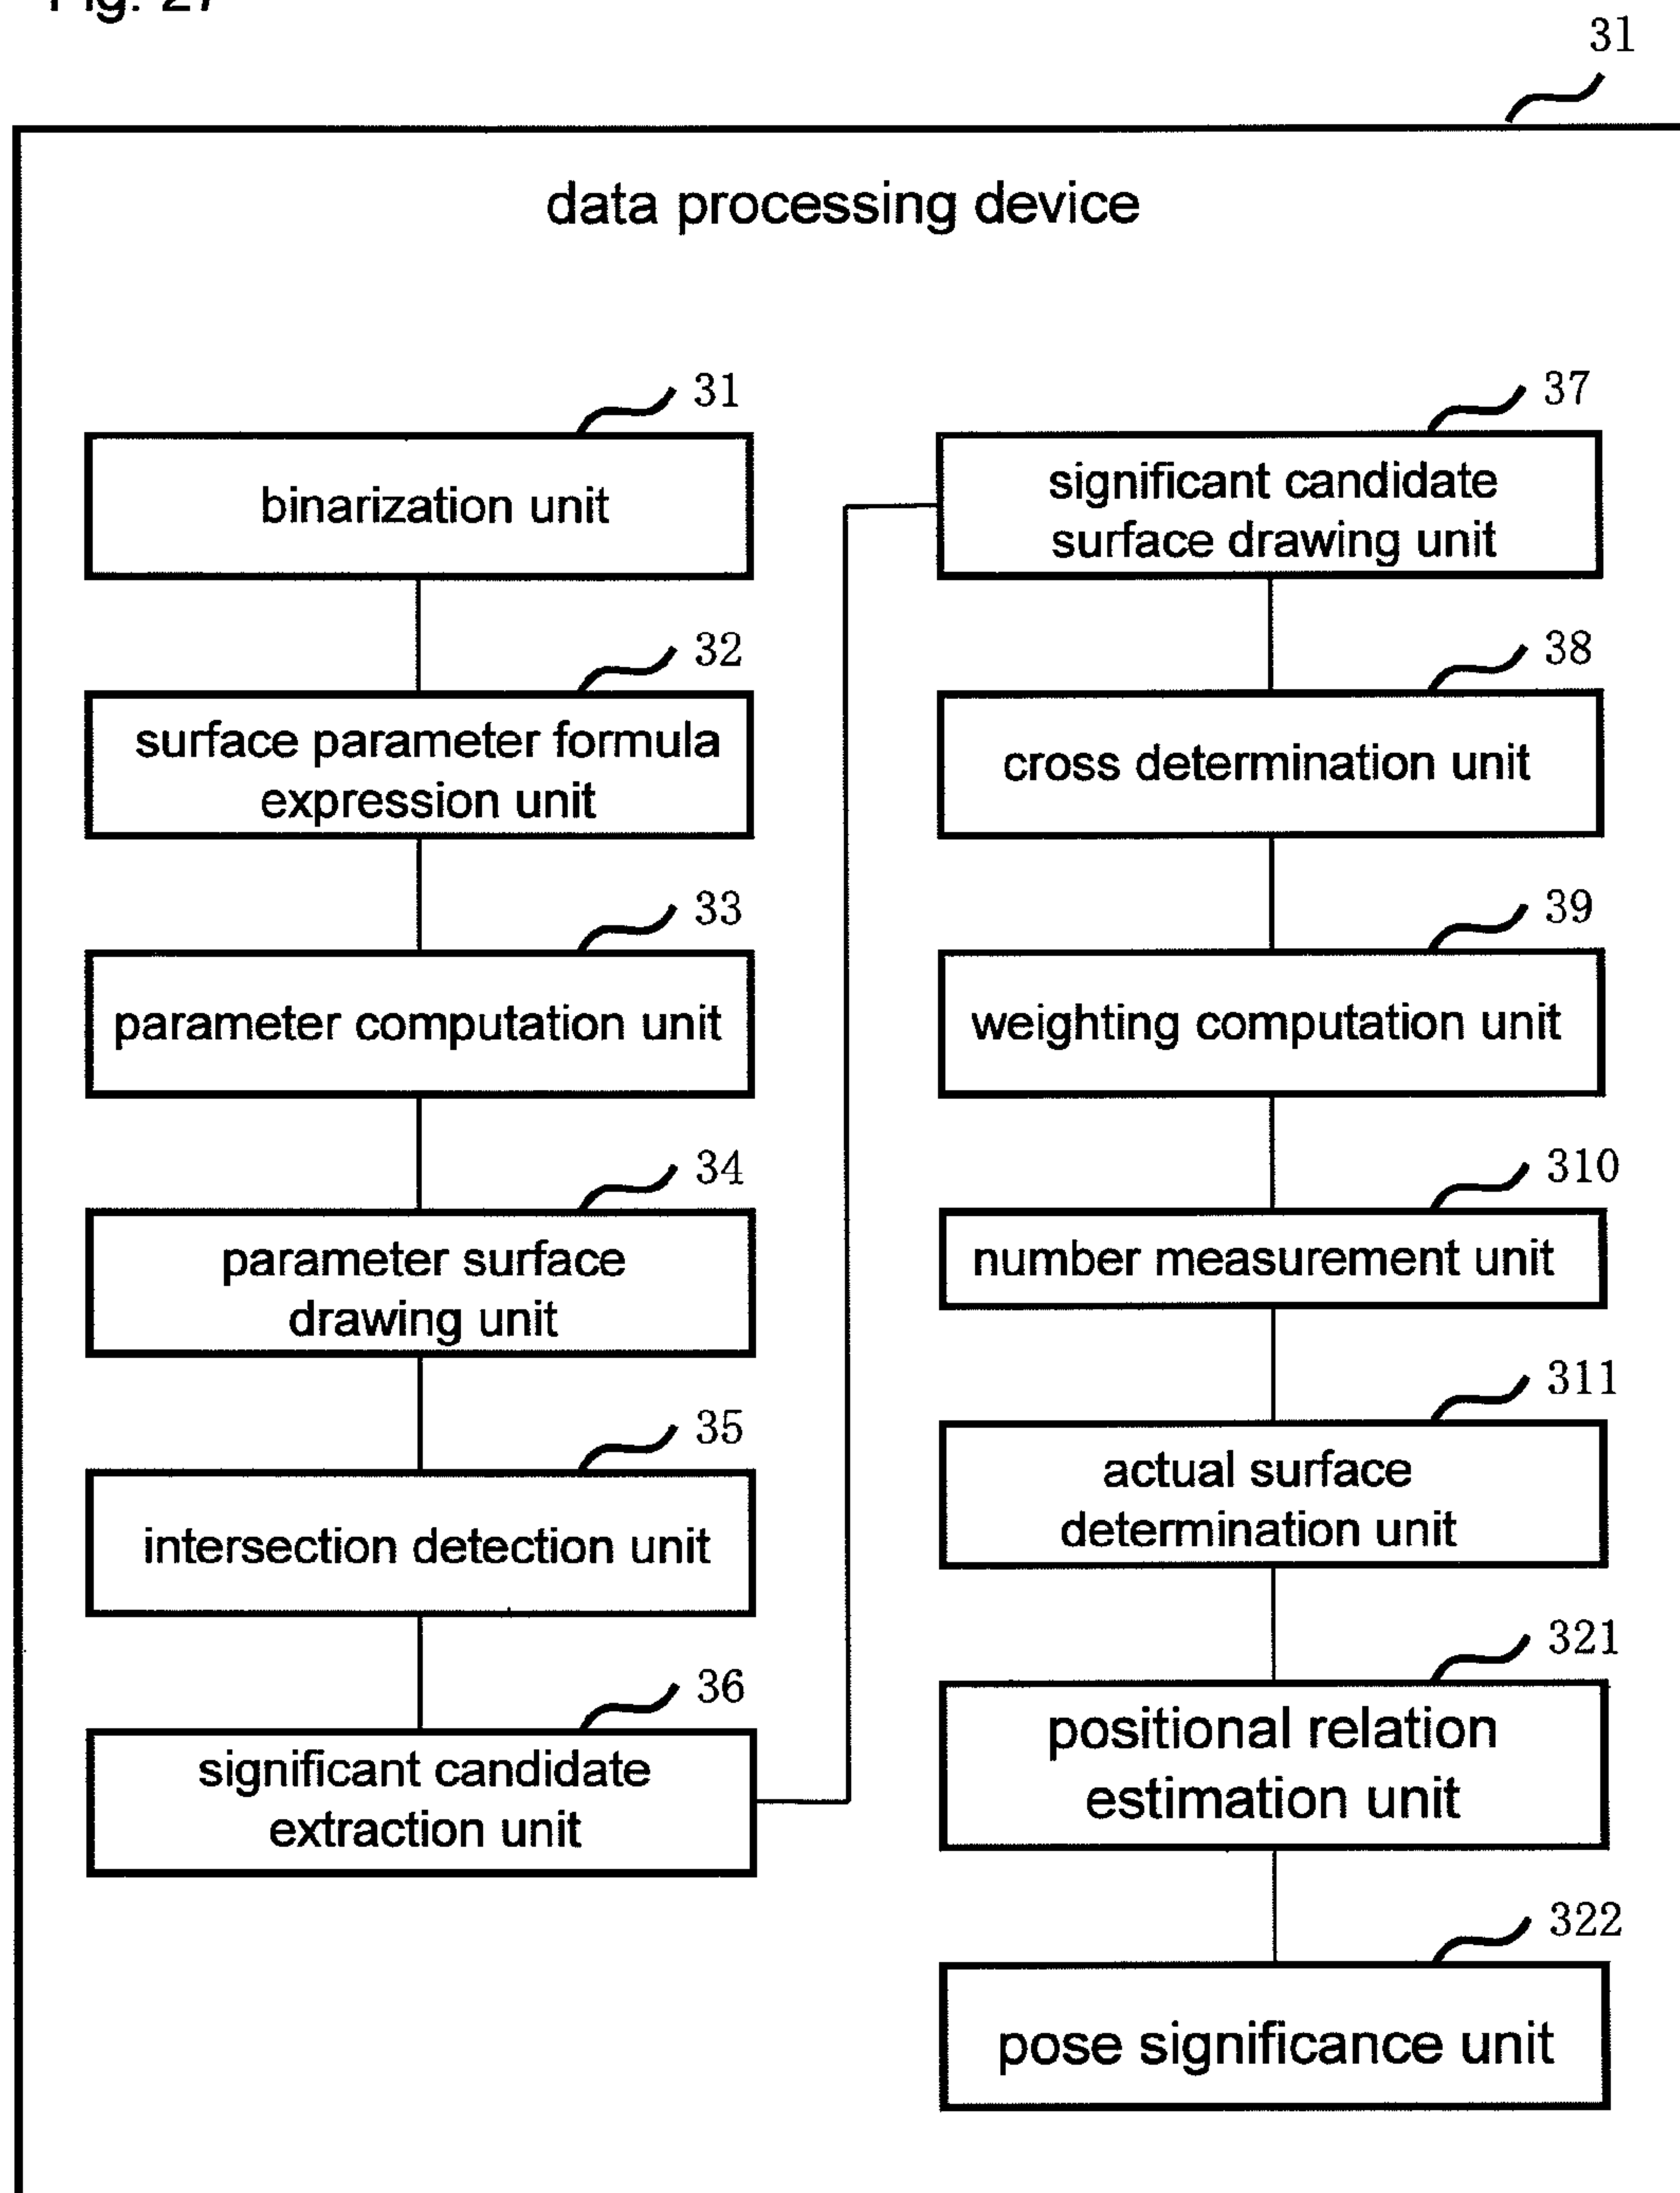 Fig. 27
31
data processing device
31
binarization unit
32
surface parameter formula
expression unit
33
parameter computation unit
34
parameter surface
drawing unit
35
intersection detection unit
36
significant candidate
extraction unit
37
significant candidate
surface drawing unit
38
cross determination unit
39
weighting computation unit
310
number measurement unit
311
actual surface
determination unit
321
positional relation
estimation unit
322
pose significance unit